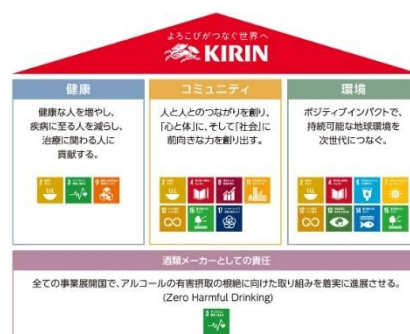 よろこびがつなぐ世界へ
KIRIN
健康
健康な人を増やし、
疾病に至る人を減らし、
治療に関わる人に
貢献する。
コミュニティ
人と人とのつながりを創り、
「心と体」に、そして「社会」に
前向きな力を創り出す。
環境
ポジティブインパクトで、
持続可能な地球環境を
次世代につなぐ。
酒類メーカーとしての責任
全ての事業展開国で、アルコールの有害摂取の根絶に向けた取り組みを着実に進展させる。
(Zero Harmful Drinking)